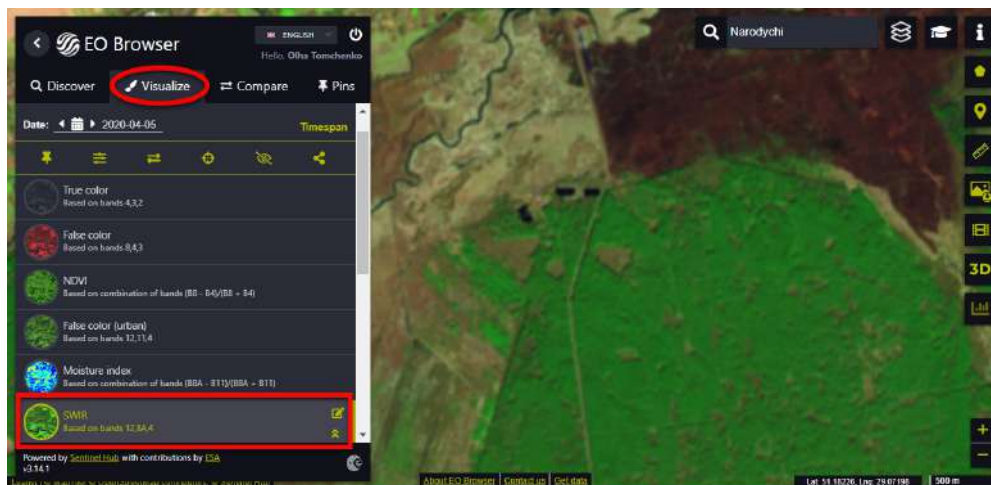 EO Browser
ENGLISH
Hello, Olha Tomchenko
Discover
Visualize
Compare
Pins
Date: 2020-04-05
Timespan
True color
Based on bands 4,3,2
False color
Based on bands 8,4,3
NDVI
Based on combination of bands (B8 - B4)/(B8 + B4)
False color (urban)
Based on bands 12,11,4
Moisture index
Based on combination of bands (B8A - B11)/(B8A + B11)
SWIR
Based on bands 12,8A,4
Powered by Sentinel Hub with contributions by ESA
v3.14.1
Narodychi
3D
About EO Browser | Contact us | Get data
Lat: 51.18226, Lng: 29.07198
500 m